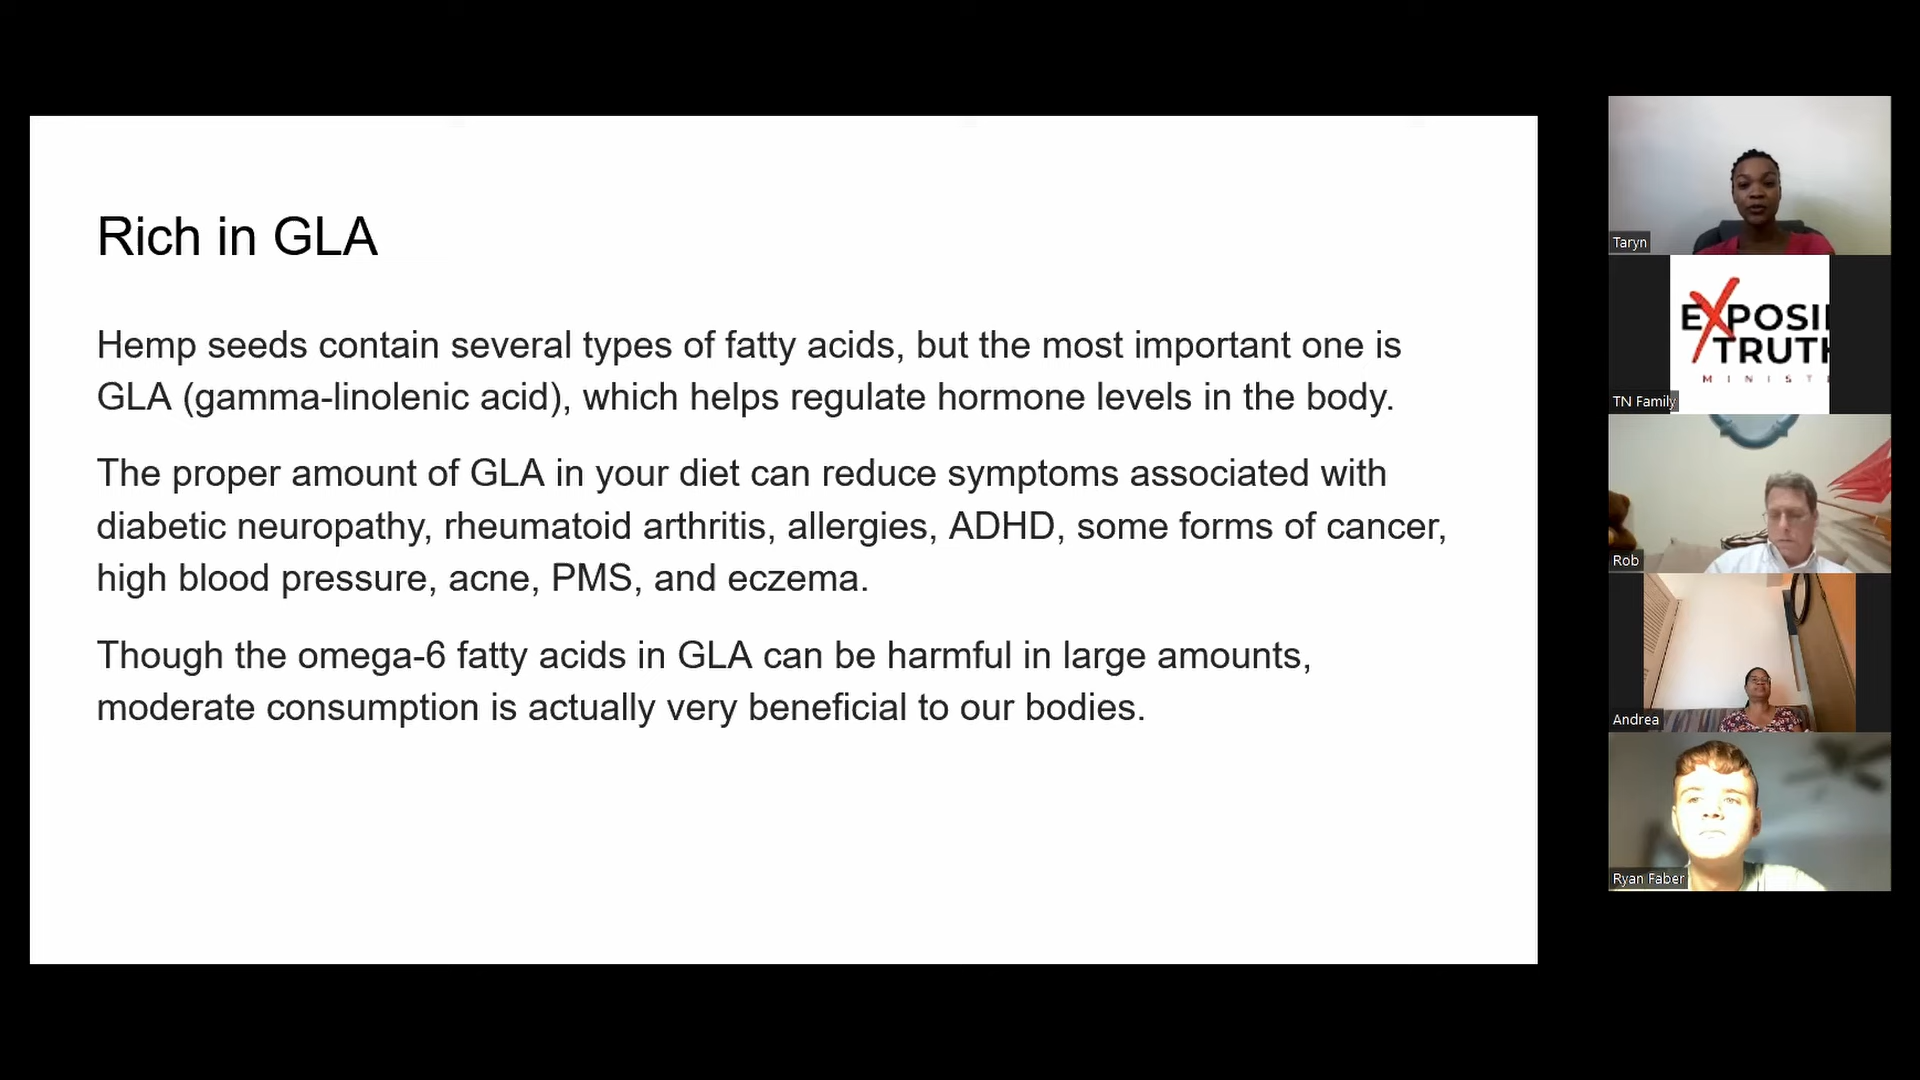 Rich in GLA
Hemp seeds contain several types of fatty acids, but the most important one is
GLA (gamma-linolenic acid), which helps regulate hormone levels in the body.
The proper amount of GLA in your diet can reduce symptoms associated with
diabetic neuropathy, rheumatoid arthritis, allergies, ADHD, some forms of cancer,
high blood pressure, acne, PMS, and eczema.
Though the omega-6 fatty acids in GLA can be harmful in large amounts,
moderate consumption is actually very beneficial to our bodies.
Taryn
EXPOSI
TRUTH
MINIST
TN Family
Rob
Andrea
Ryan Faber